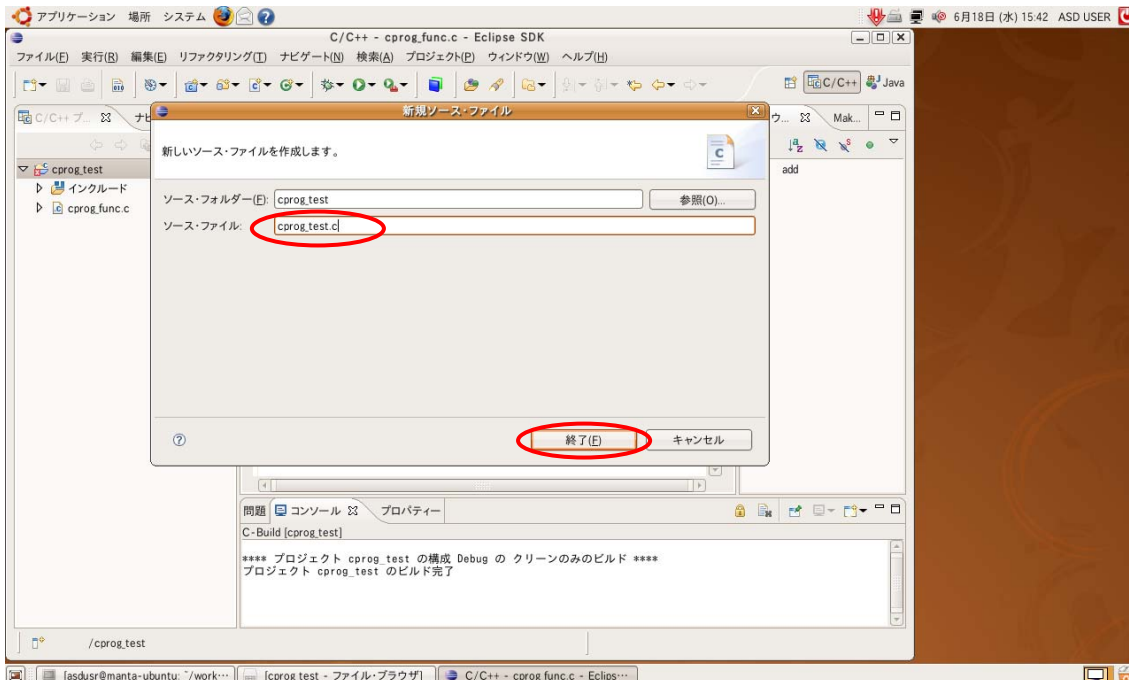 アプリケーション 場所 システム
6月18日 (水) 15:42 ASD USER
C/C++ - cprog_func.c - Eclipse SDK
ファイル(F) 実行(R) 編集(E) リファクタリング(T) ナビゲート(N) 検索(A) プロジェクト(P) ウィンドウ(W) ヘルプ(H)
C/C++ Java
C/C++ プ...
ナビ
新規ソース・ファイル
ウ... Mak...
新しいソース・ファイルを作成します。
add
cprog_test
インクルード
cprog_func.c
ソース・フォルダー(F): cprog_test 参照(O)...
ソース・ファイル: cprog_test.c
終了(F) キャンセル
問題 コンソール プロパティー
C-Build [cprog_test]
**** プロジェクト cprog_test の構成 Debug の クリーンのみのビルド ****
プロジェクト cprog_test のビルド完了
/cprog_test
[asdusr@manta-ubuntu: ~/work… [cprog_test - ファイル・ブラウザ] C/C++ - cprog_func.c - Eclips…